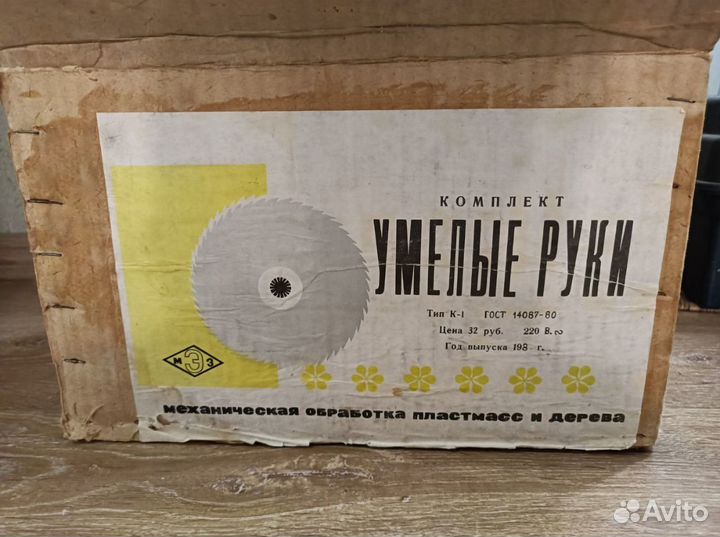 КОМПЛЕКТ
УМЕЛЫЕ РУКИ
Тип К-1 ГОСТ 14087-80
Цена 32 руб. 220 В.~
Год выпуска 198 г.
МЭЗ
механическая обработка пластмасс и дерева
Avito